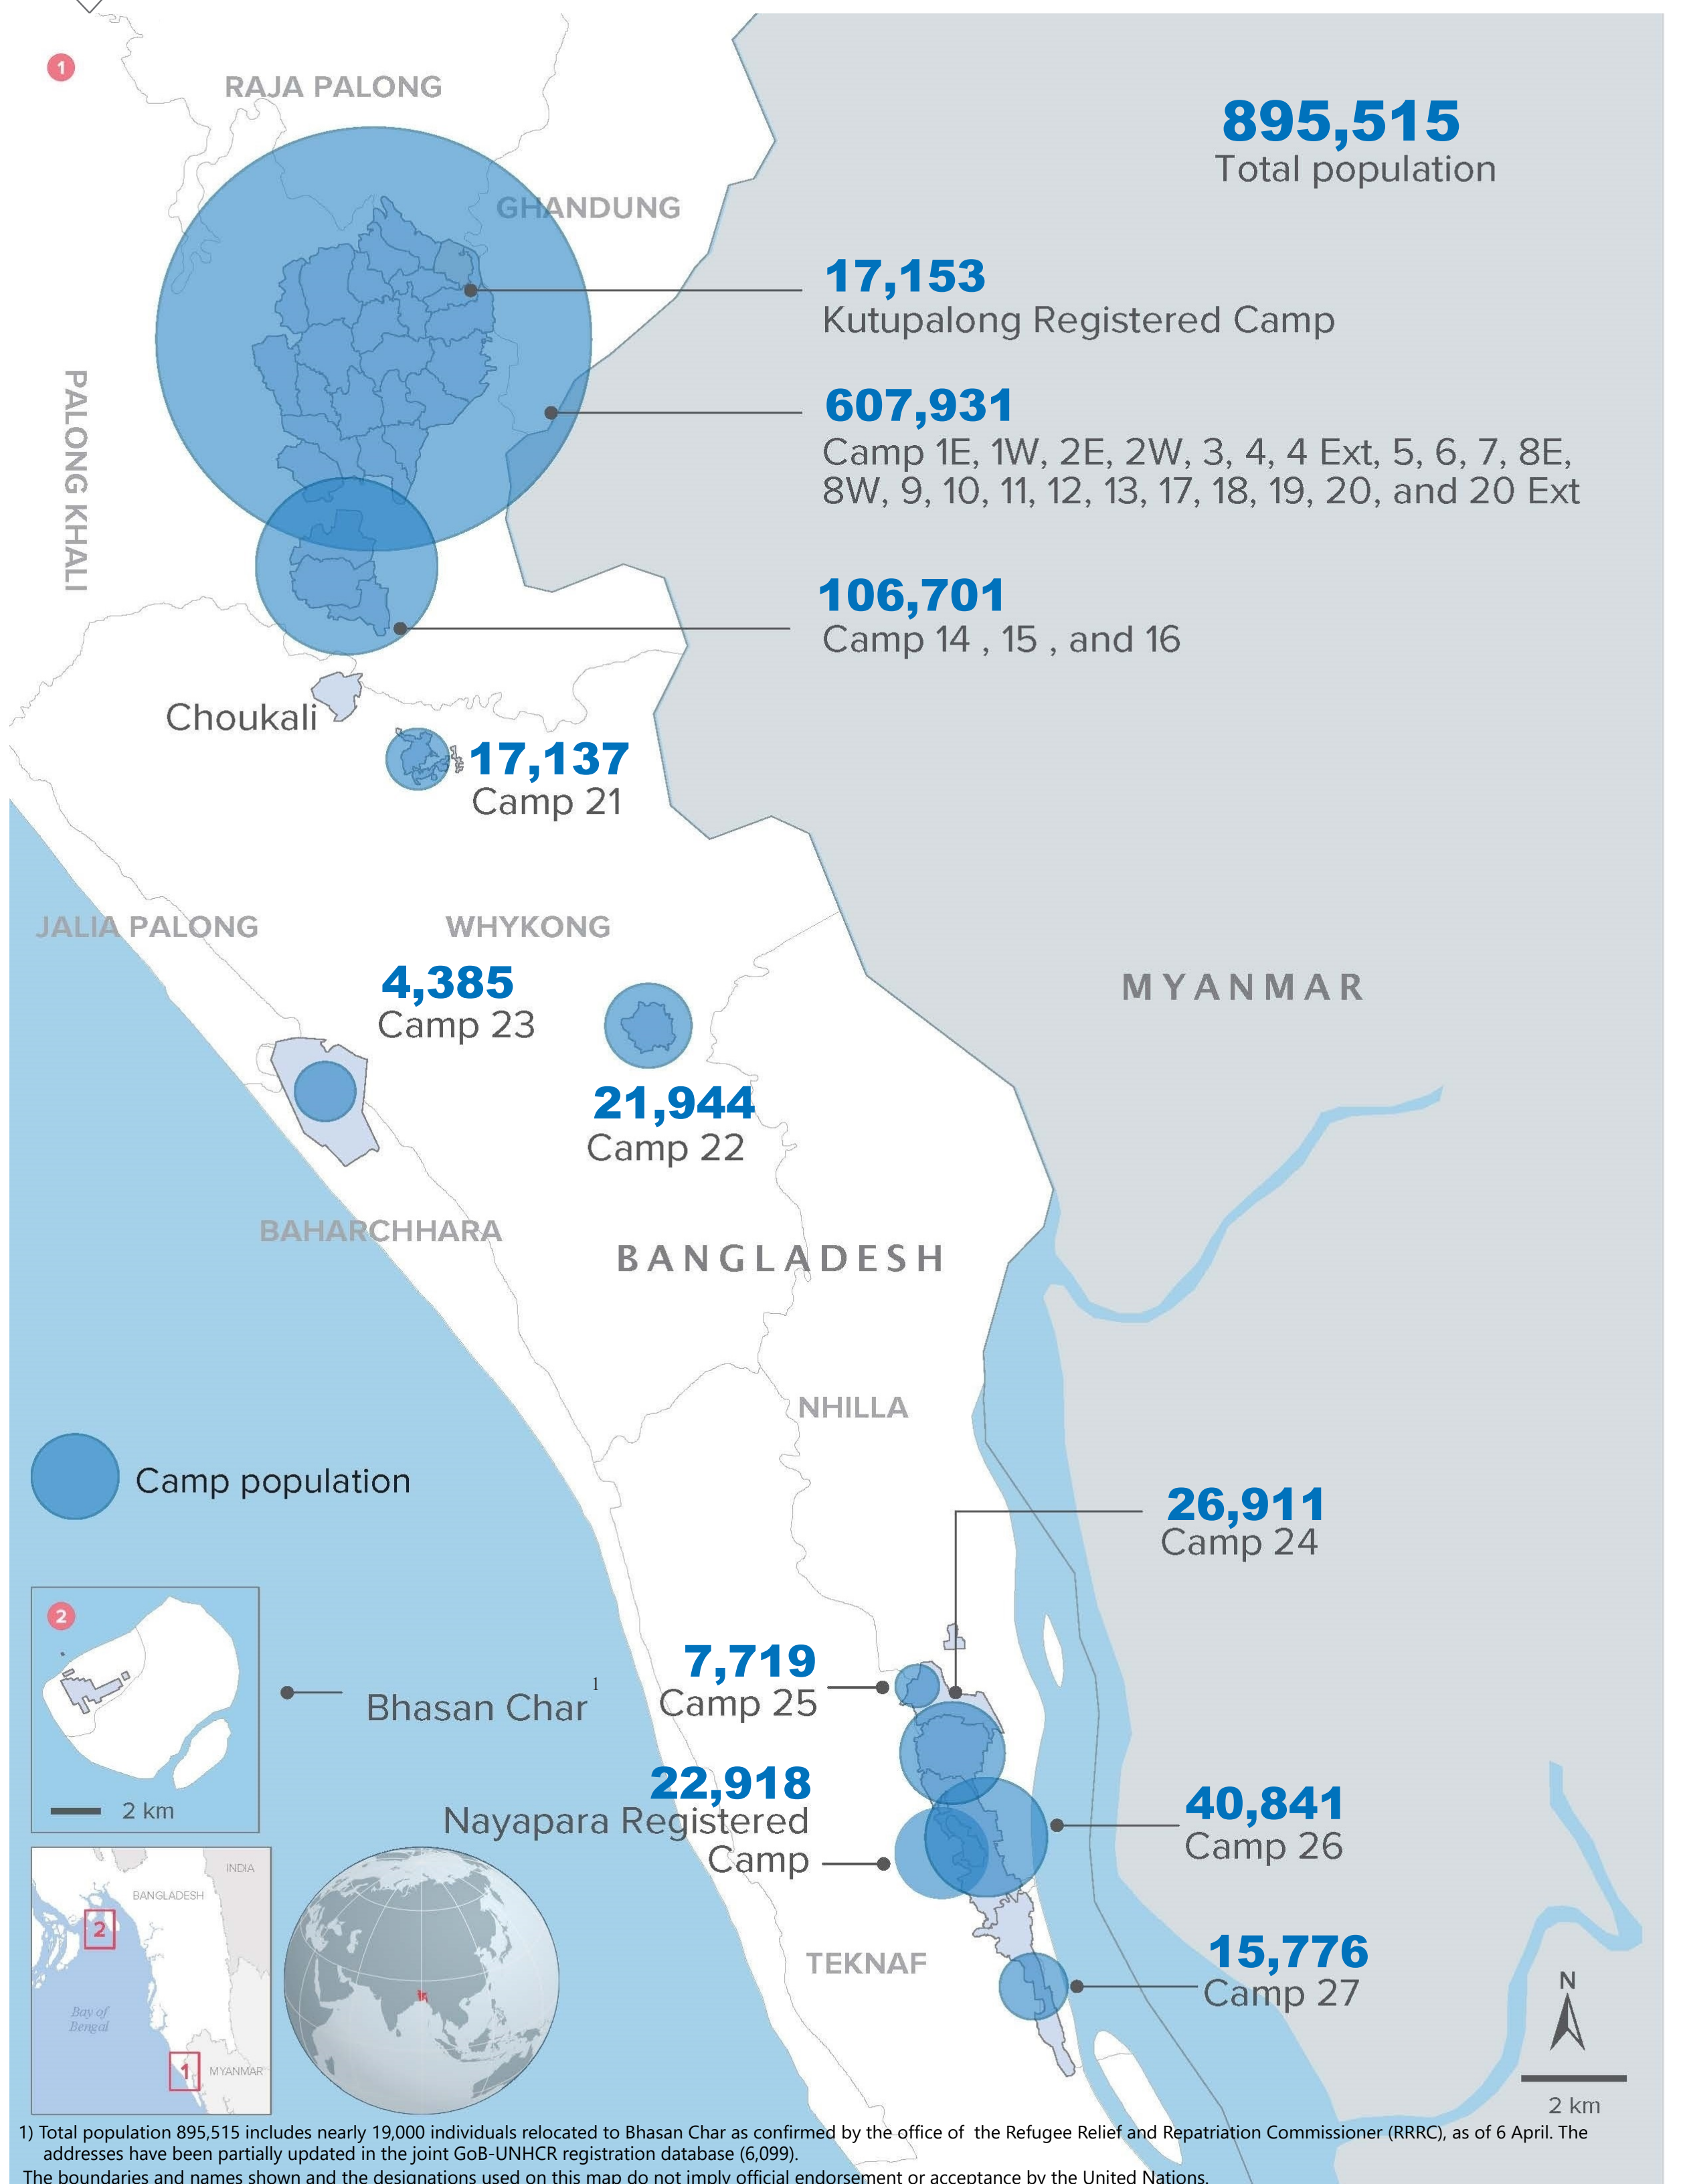 1
RAJA PALONG
895,515
Total population
GHANDUNG
17,153
Kutupalong Registered Camp
PALONG KHALI
607,931
Camp 1E, 1W, 2E, 2W, 3, 4, 4 Ext, 5, 6, 7, 8E,
8W, 9, 10, 11, 12, 13, 17, 18, 19, 20, and 20 Ext
106,701
Camp 14 , 15 , and 16
Choukali
17,137
Camp 21
JALIA PALONG
WHYKONG
4,385
Camp 23
MYANMAR
21,944
Camp 22
BAHARCHHARA
BANGLADESH
NHILLA
Camp population
26,911
Camp 24
2
7,719
Camp 25
Bhasan Char 1
2 km
22,918
Nayapara Registered
Camp
40,841
Camp 26
INDIA
BANGLADESH
2
Bay of
Bengal
1
MYANMAR
TEKNAF
15,776
Camp 27
N
2 km
1) Total population 895,515 includes nearly 19,000 individuals relocated to Bhasan Char as confirmed by the office of the Refugee Relief and Repatriation Commissioner (RRRC), as of 6 April. The
addresses have been partially updated in the joint GoB-UNHCR registration database (6,099).
The boundaries and names shown and the designations used on this map do not imply official endorsement or acceptance by the United Nations.